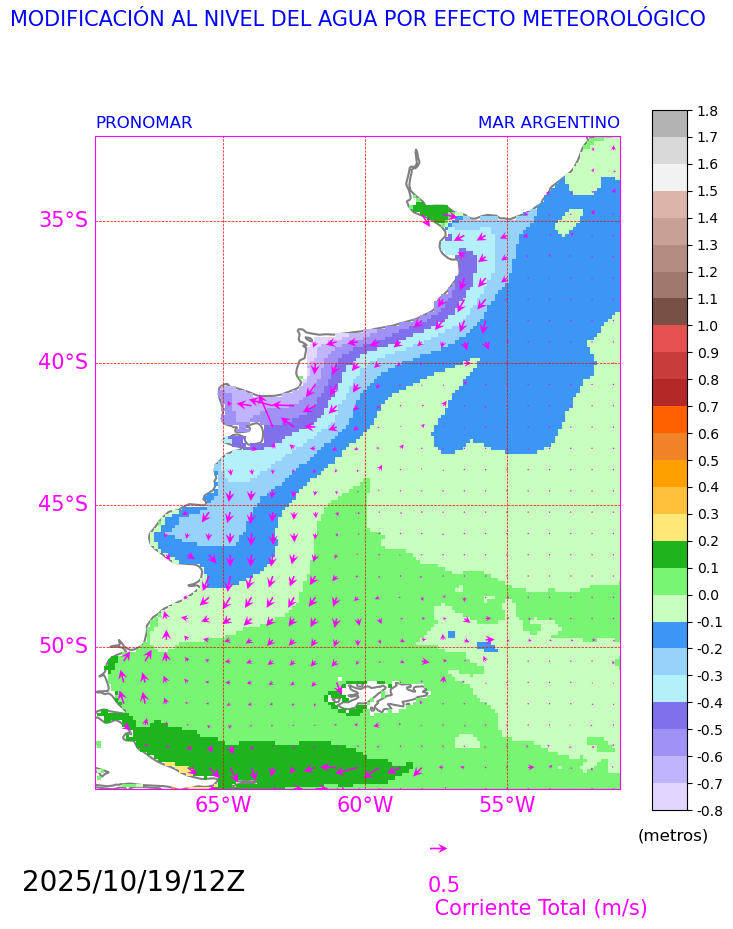 MODIFICACIÓN AL NIVEL DEL AGUA POR EFECTO METEOROLÓGICO
PRONOMAR MAR ARGENTINO
35°S
40°S
45°S
50°S
65°W 60°W 55°W
1.8
1.7
1.6
1.5
1.4
1.3
1.2
1.1
1.0
0.9
0.8
0.7
0.6
0.5
0.4
0.3
0.2
0.1
0.0
-0.1
-0.2
-0.3
-0.4
-0.5
-0.6
-0.7
-0.8
(metros)
2025/10/19/12Z
0.5
Corriente Total (m/s)